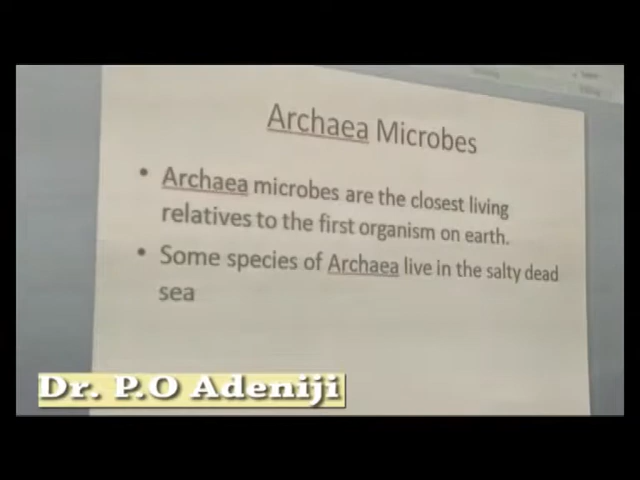 Archaea Microbes
• Archaea microbes are the closest living
relatives to the first organism on earth.
• Some species of Archaea live in the salty dead
sea
Dr. P.O Adeniji